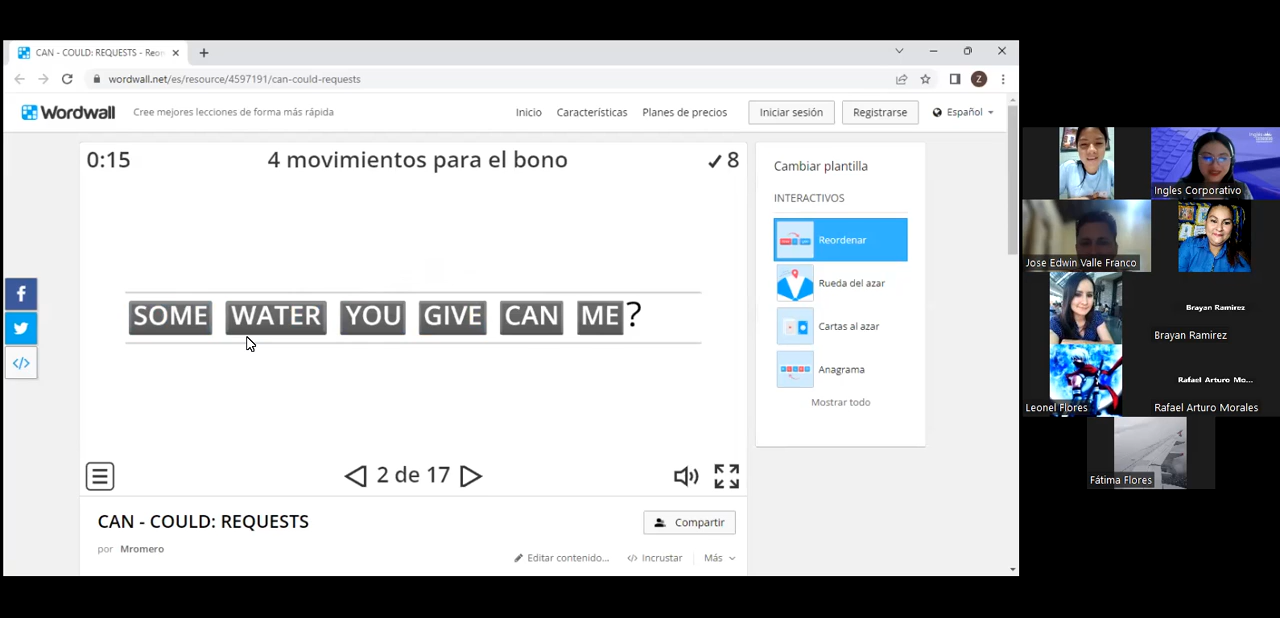 CAN - COULD: REQUESTS - Reor
wordwall.net/es/resource/4597191/can-could-requests
Z
Wordwall
Cree mejores lecciones de forma más rápida
Inicio Características Planes de precios Iniciar sesión Registrarse Español
0:15 4 movimientos para el bono 8
SOME WATER YOU GIVE CAN ME ?
2 de 17
CAN - COULD: REQUESTS
Compartir
por Mromero
Editar contenido... </> Incrustar Más
Cambiar plantilla
INTERACTIVOS
Reordenar
Rueda del azar
Cartas al azar
Anagrama
Mostrar todo
Ingles Corporativo
Jose Edwin Valle Franco
Brayan Ramirez
Brayan Ramirez
Rafael Arturo Mo...
Leonel Flores
Rafael Arturo Morales
Fátima Flores